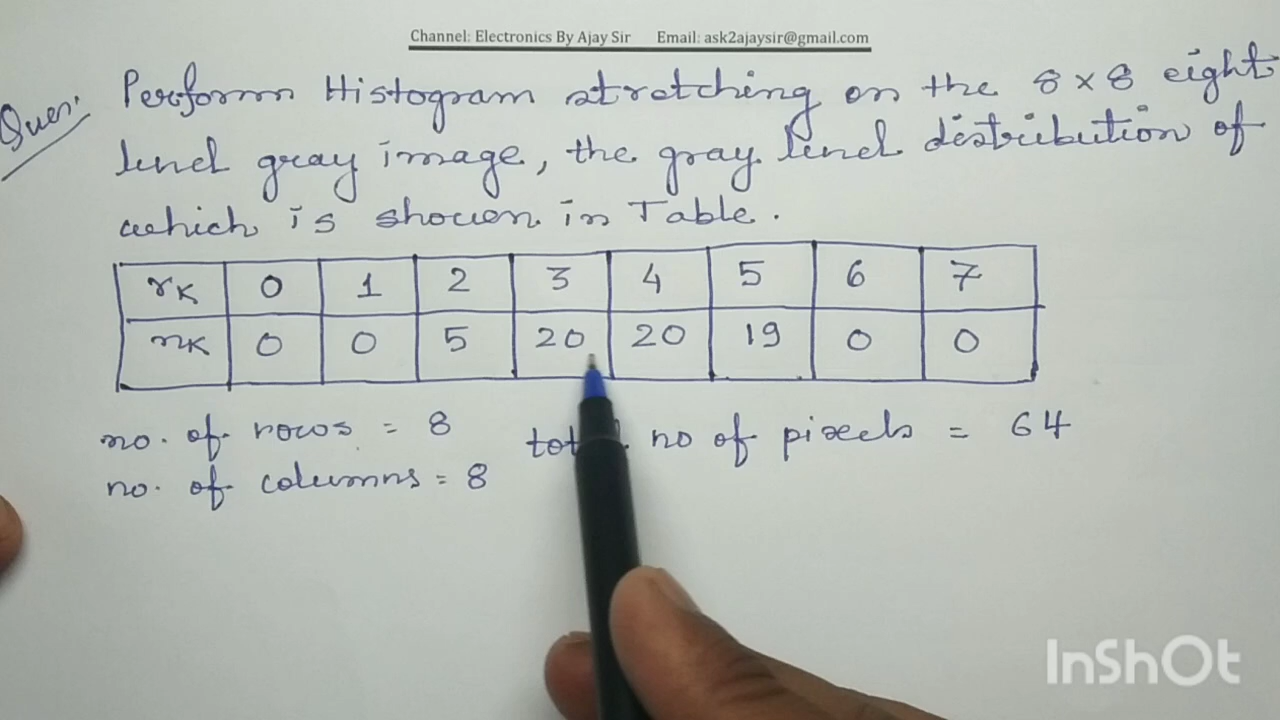 Channel: Electronics By Ajay Sir Email: ask2ajaysir@gmail.com
Ques: Perform Histogram stretching on the 8 x 8 eight
level gray image, the gray level distribution of
which is shown in Table.
rK 0 1 2 3 4 5 6 7
nK 0 0 5 20 20 19 0 0
no. of rows = 8 no of pixels = 64
no. of columns = 8
InShOt